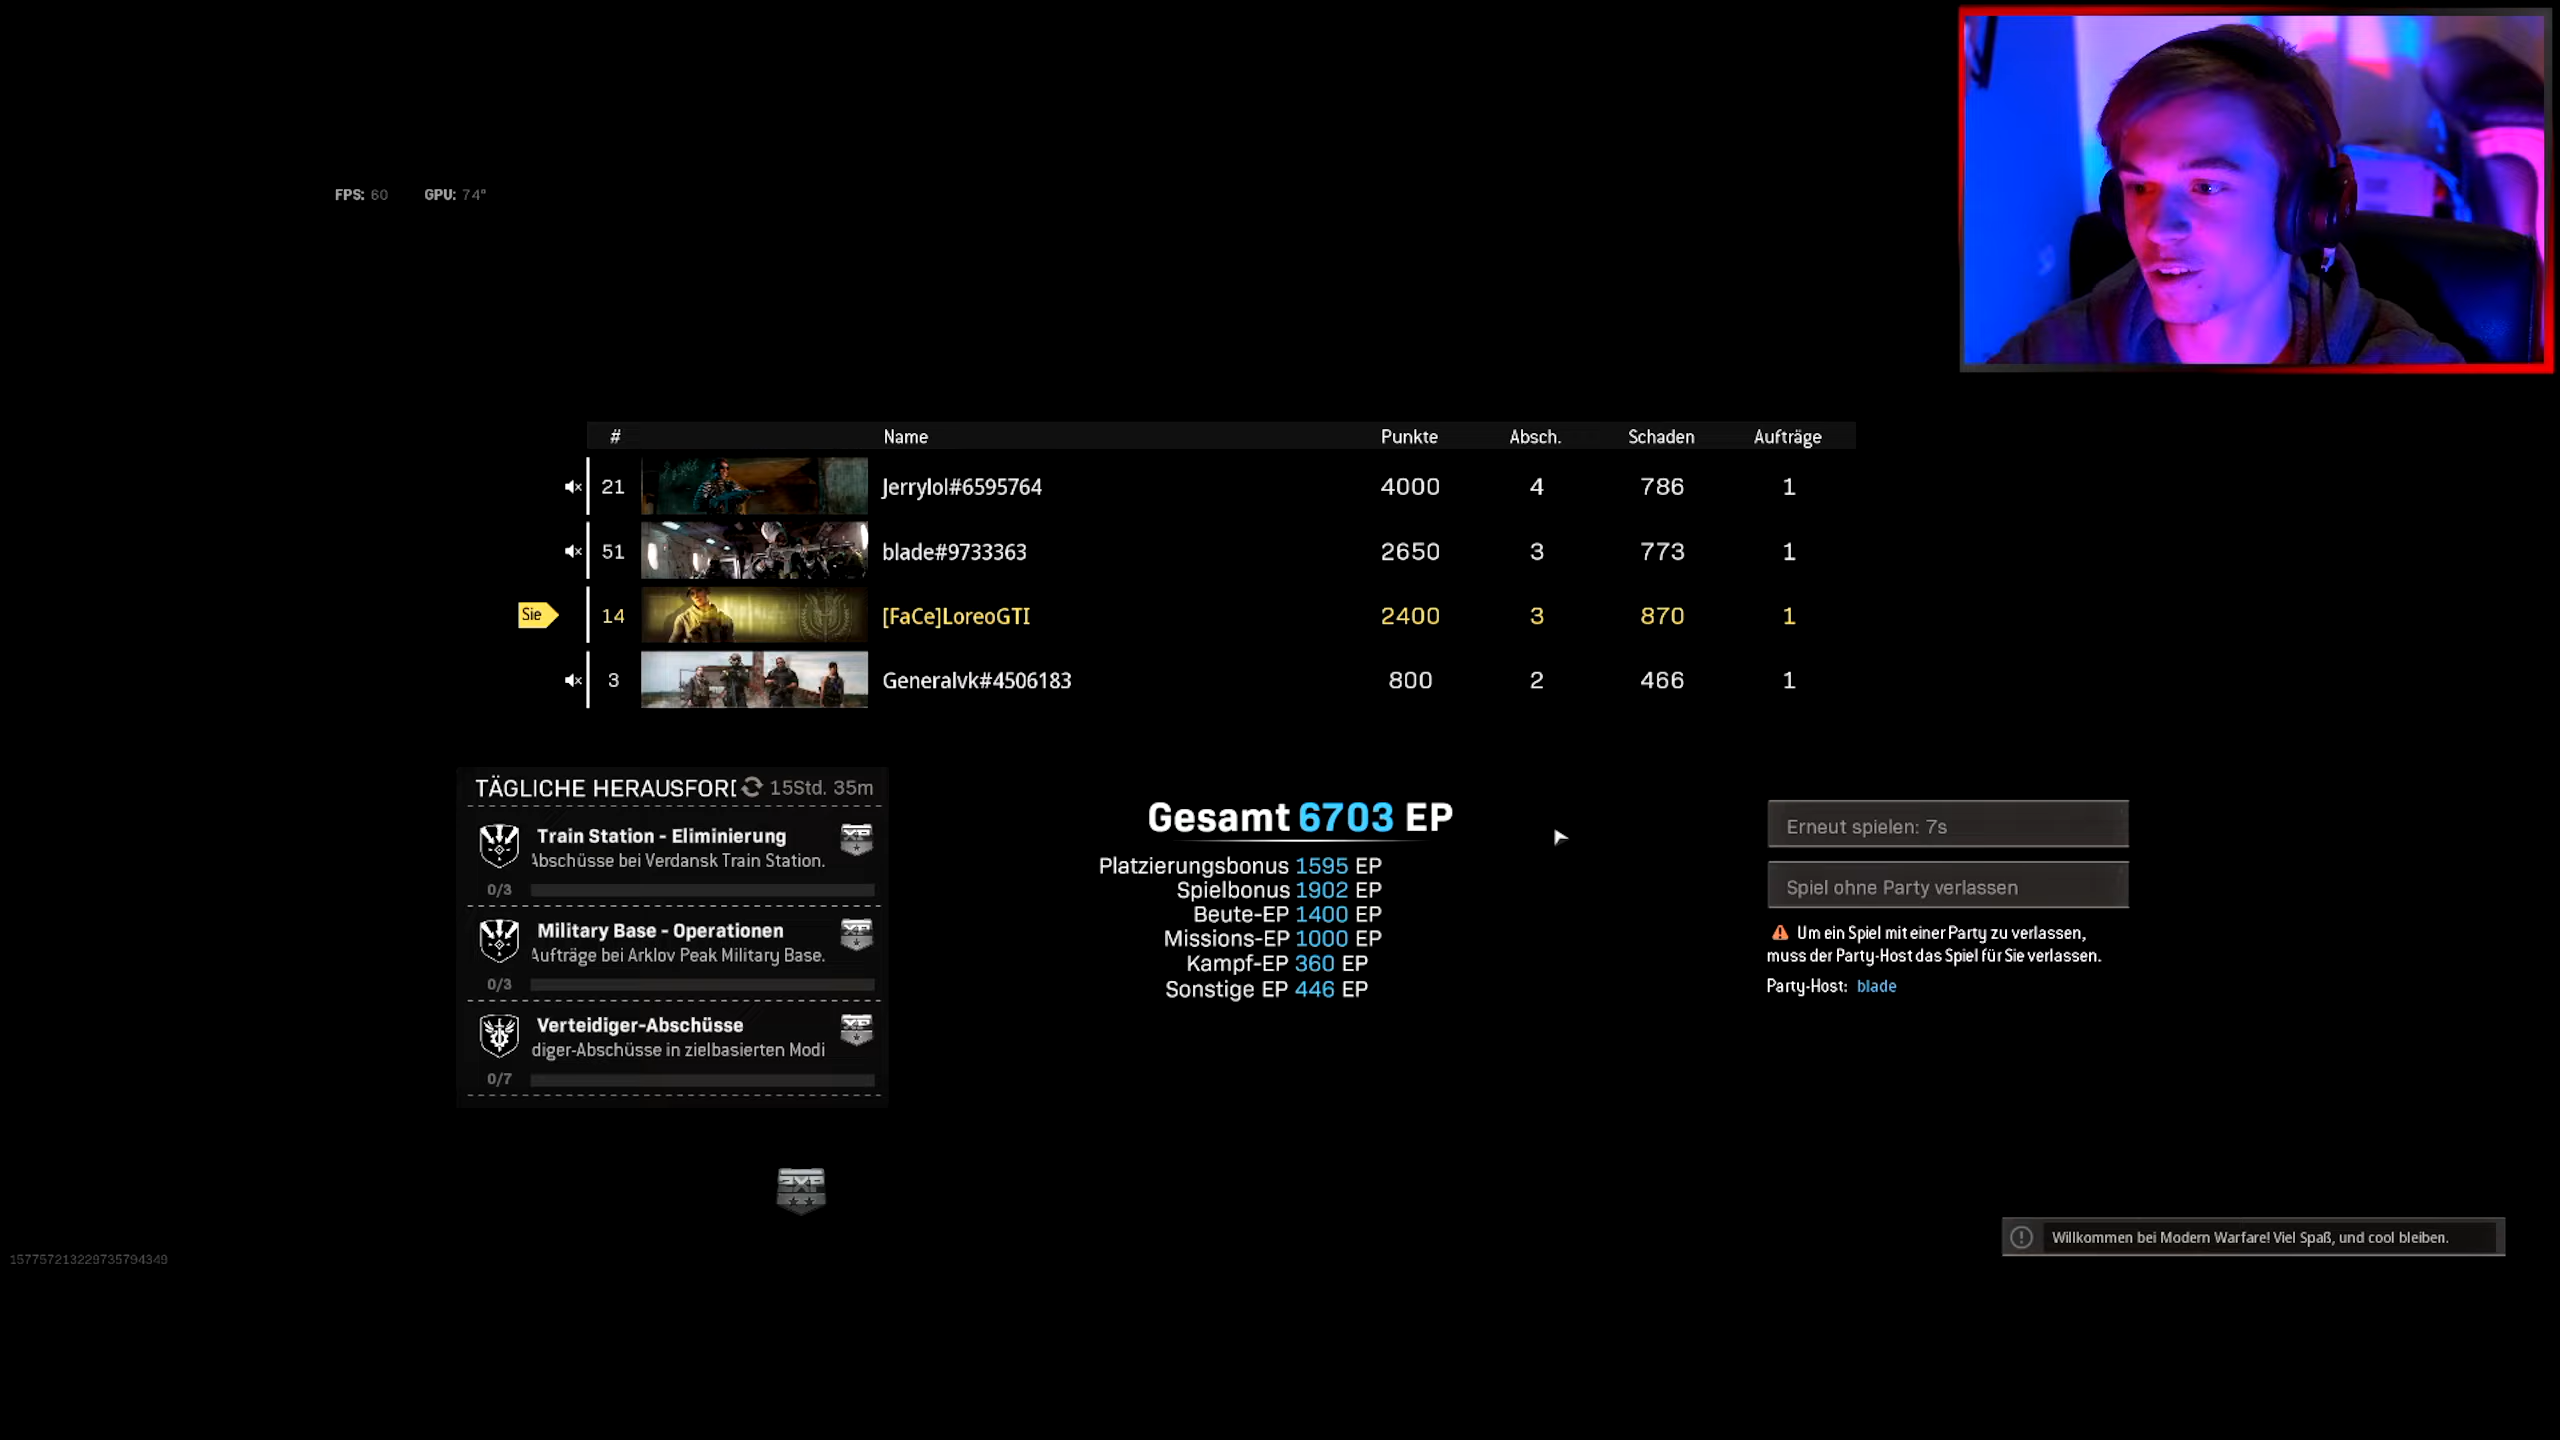 FPS: 60 GPU: 74°
# Name Punkte Absch. Schaden Aufträge
21 Jerrylol#6595764 4000 4 786 1
51 blade#9733363 2650 3 773 1
Sie 14 [FaCe]LoreoGTI 2400 3 870 1
3 Generalvk#4506183 800 2 466 1
TÄGLICHE HERAUSFOR 15Std. 35m
Train Station - Eliminierung
Abschüsse bei Verdansk Train Station.
0/3
Military Base - Operationen
Aufträge bei Arklov Peak Military Base.
0/3
Verteidiger-Abschüsse
diger-Abschüsse in zielbasierten Modi
0/7
XP
XP
XP
2XP
Gesamt 6703 EP
Platzierungsbonus 1595 EP
Spielbonus 1902 EP
Beute-EP 1400 EP
Missions-EP 1000 EP
Kampf-EP 360 EP
Sonstige EP 446 EP
Erneut spielen: 7s
Spiel ohne Party verlassen
Um ein Spiel mit einer Party zu verlassen,
muss der Party-Host das Spiel für Sie verlassen.
Party-Host: blade
Willkommen bei Modern Warfare! Viel Spaß, und cool bleiben.
157757213229735794349